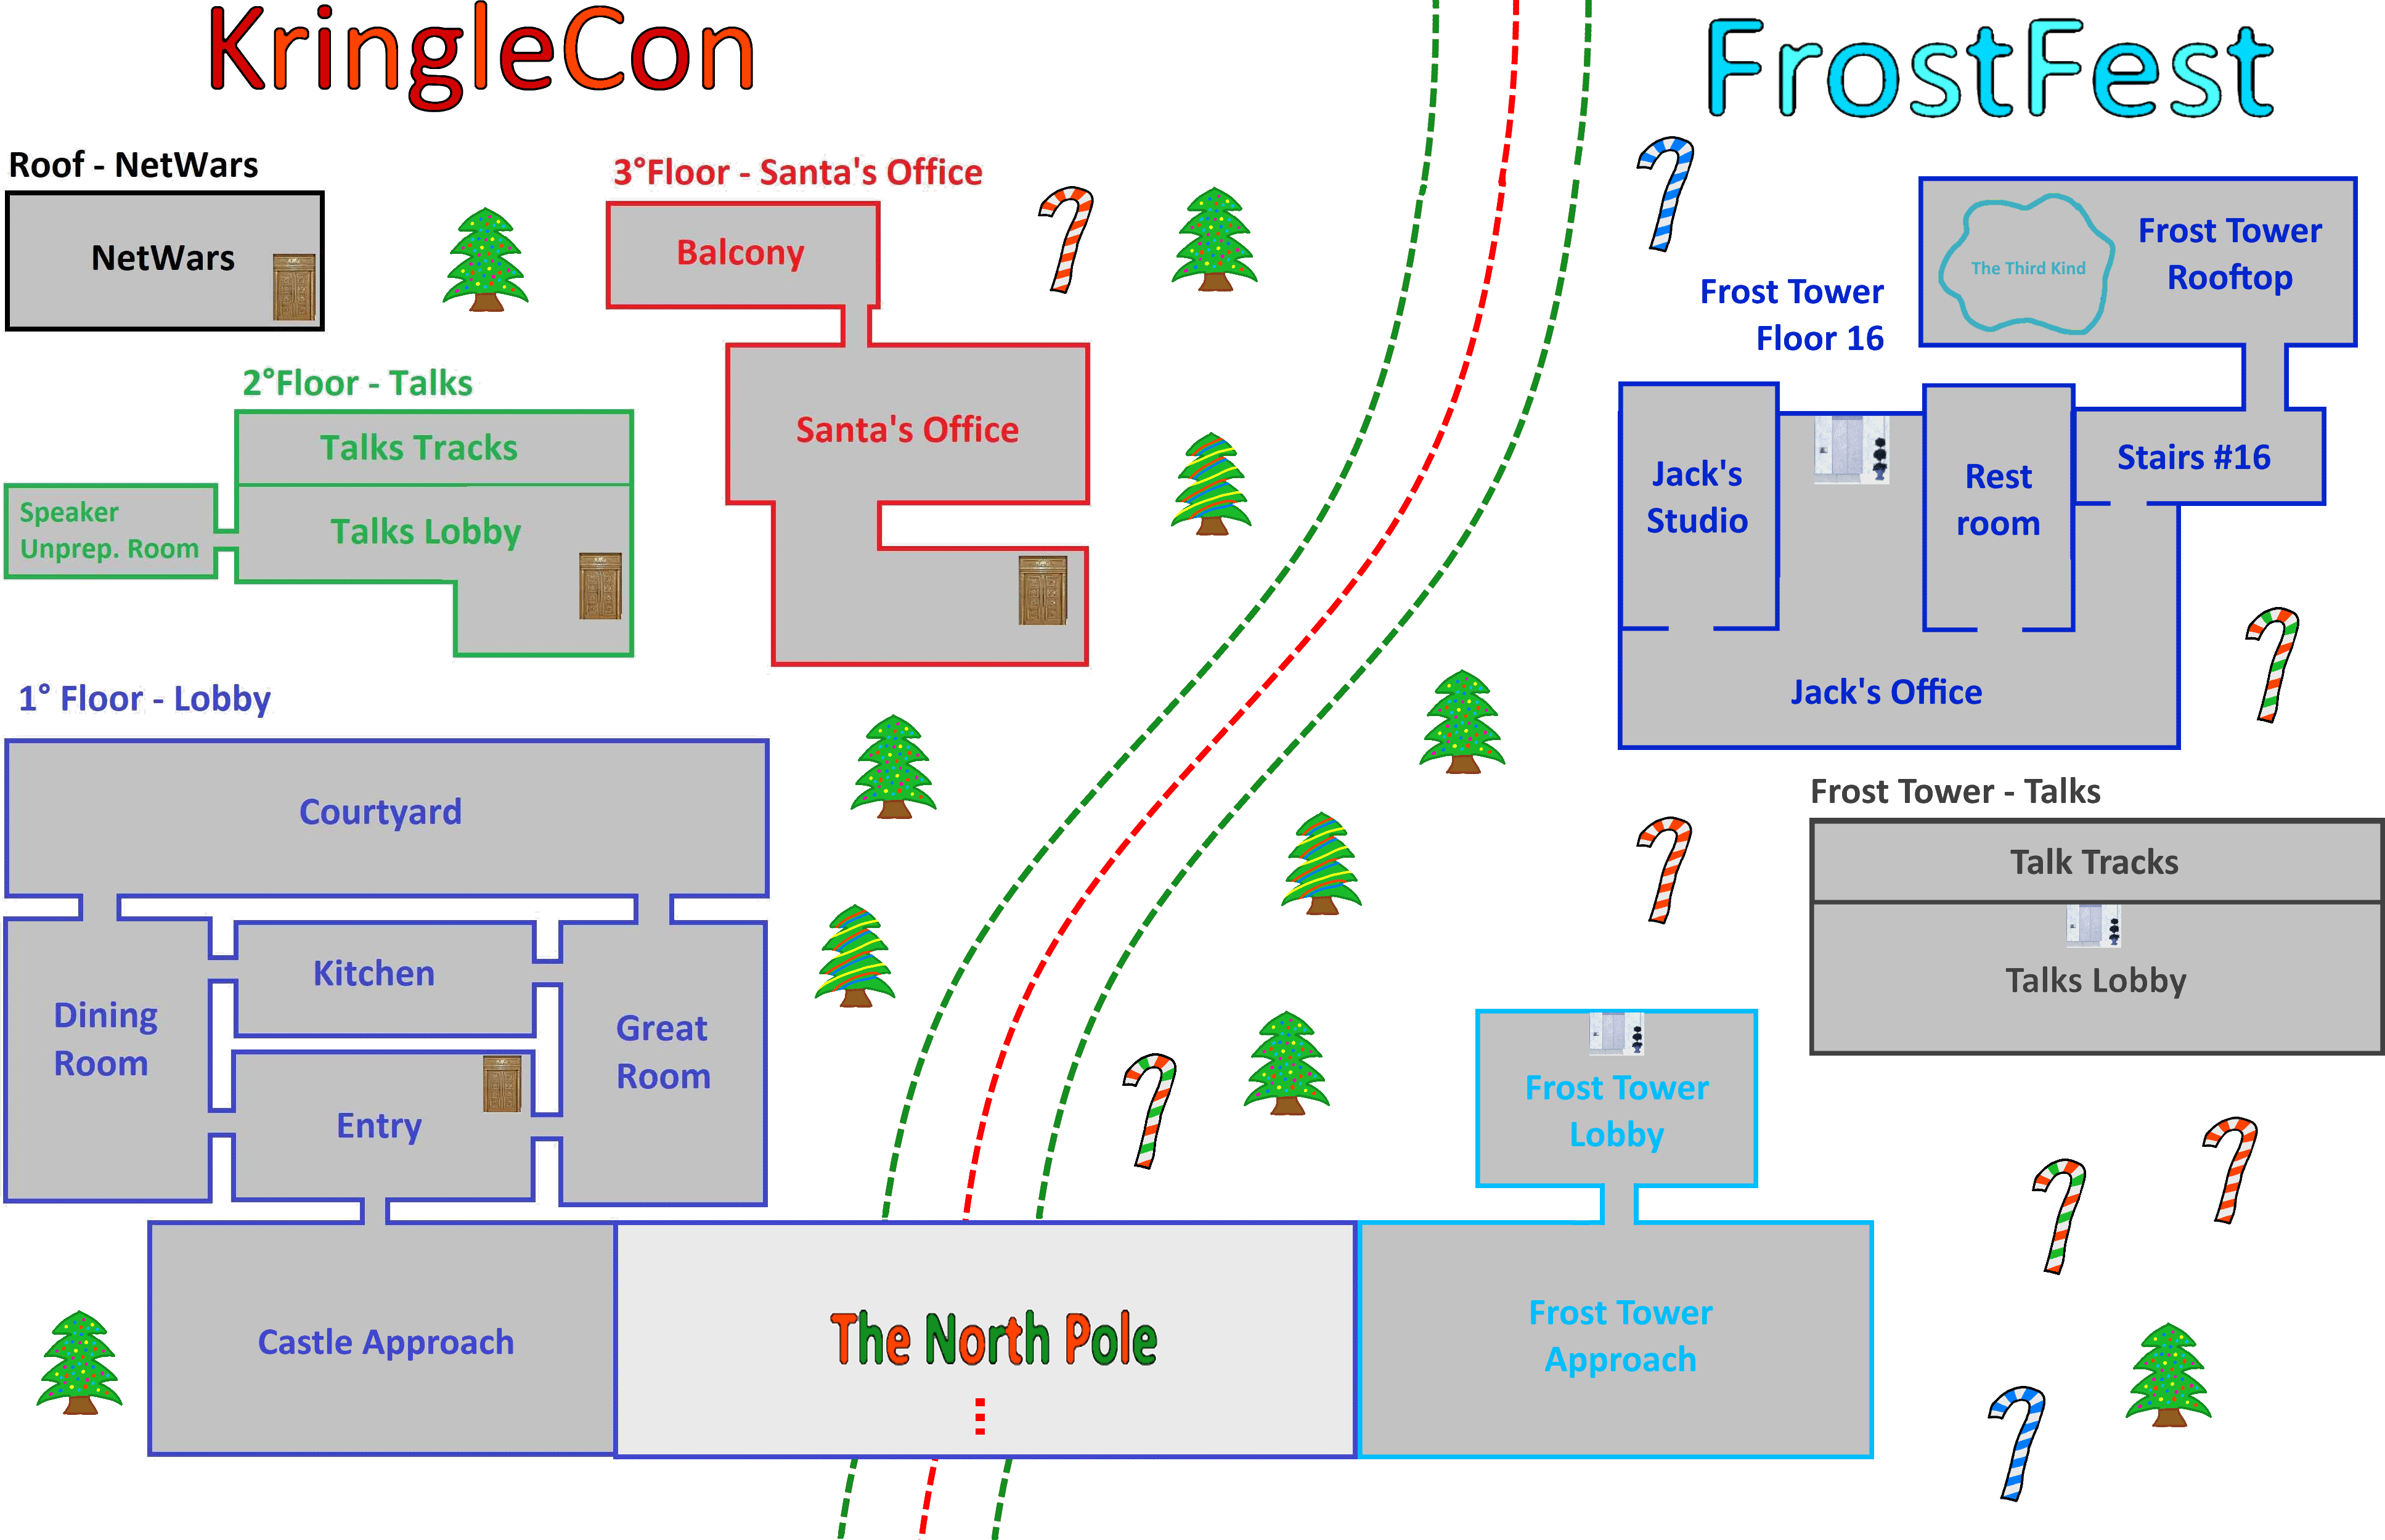 KringleCon
FrostFest
Roof - NetWars
NetWars
3°Floor - Santa's Office
Balcony
Santa's Office
2°Floor - Talks
Talks Tracks
Speaker
Unprep. Room
Talks Lobby
1° Floor - Lobby
Courtyard
Kitchen
Dining
Room
Great
Room
Entry
Castle Approach
The North Pole
Frost Tower
Floor 16
The Third Kind
Frost Tower
Rooftop
Jack's
Studio
Rest
room
Stairs #16
Jack's Office
Frost Tower - Talks
Talk Tracks
Talks Lobby
Frost Tower
Lobby
Frost Tower
Approach